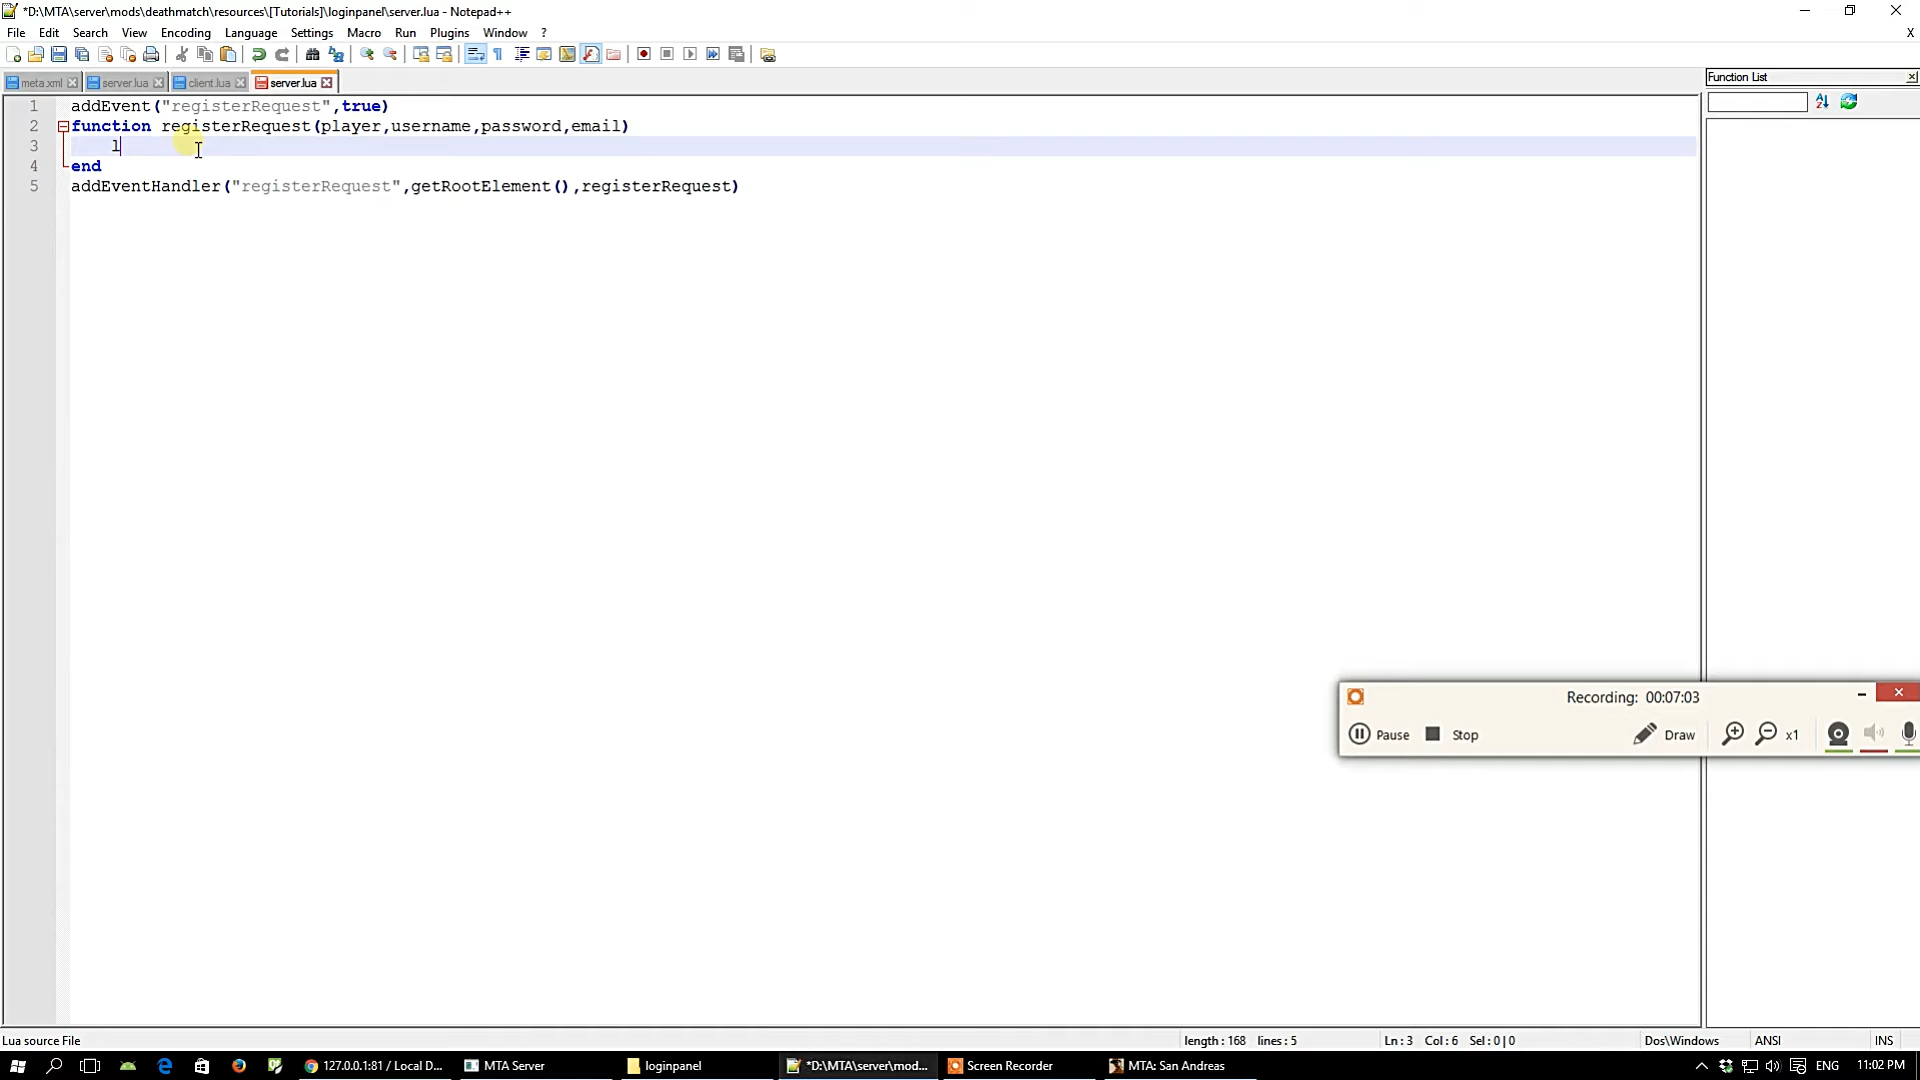 *D:\MTA\server\mods\deathmatch\resources\[Tutorials]\loginpanel\server.lua - Notepad++
File Edit Search View Encoding Language Settings Macro Run Plugins Window ? X
meta.xml server.lua client.lua server.lua
Function List
1 addEvent("registerRequest",true)
2 function registerRequest(player,username,password,email)
3 l
4 end
5 addEventHandler("registerRequest",getRootElement(),registerRequest)
Recording: 00:07:03
Pause Stop Draw x1
Lua source File length : 168 lines : 5 Ln : 3 Col : 6 Sel : 0 | 0 Dos\Windows ANSI INS
127.0.0.1:81 / Local D... MTA Server loginpanel *D:\MTA\server\mod... Screen Recorder MTA: San Andreas ENG 11:02 PM